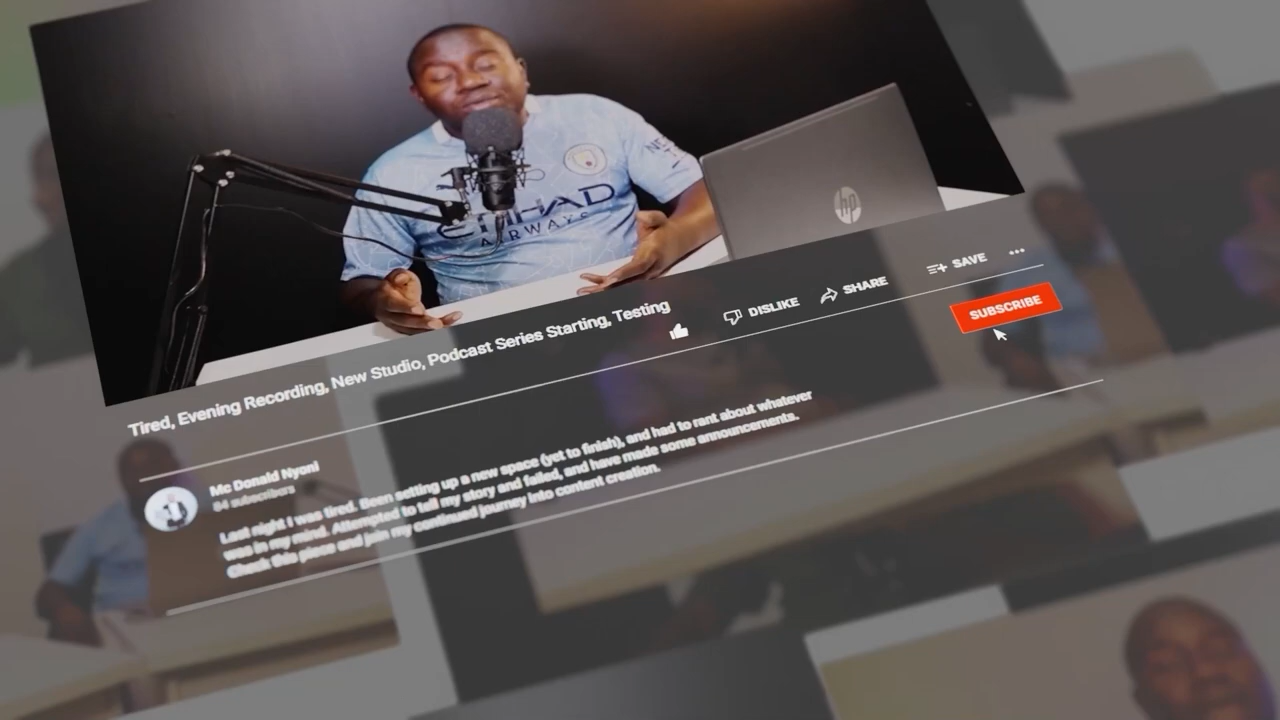 ETIHAD
AIRWAYS
hp
Tired, Evening Recording, New Studio, Podcast Series Starting, Testing
DISLIKE
SHARE
SAVE
SUBSCRIBE
Mc Donald Nyoni
84 subscribers
Last night I was tired. Been setting up a new space (yet to finish), and had to rant about whatever
was in my mind. Attempted to tell my story and failed, and have made some announcements.
Check this piece and join my continued journey into content creation.